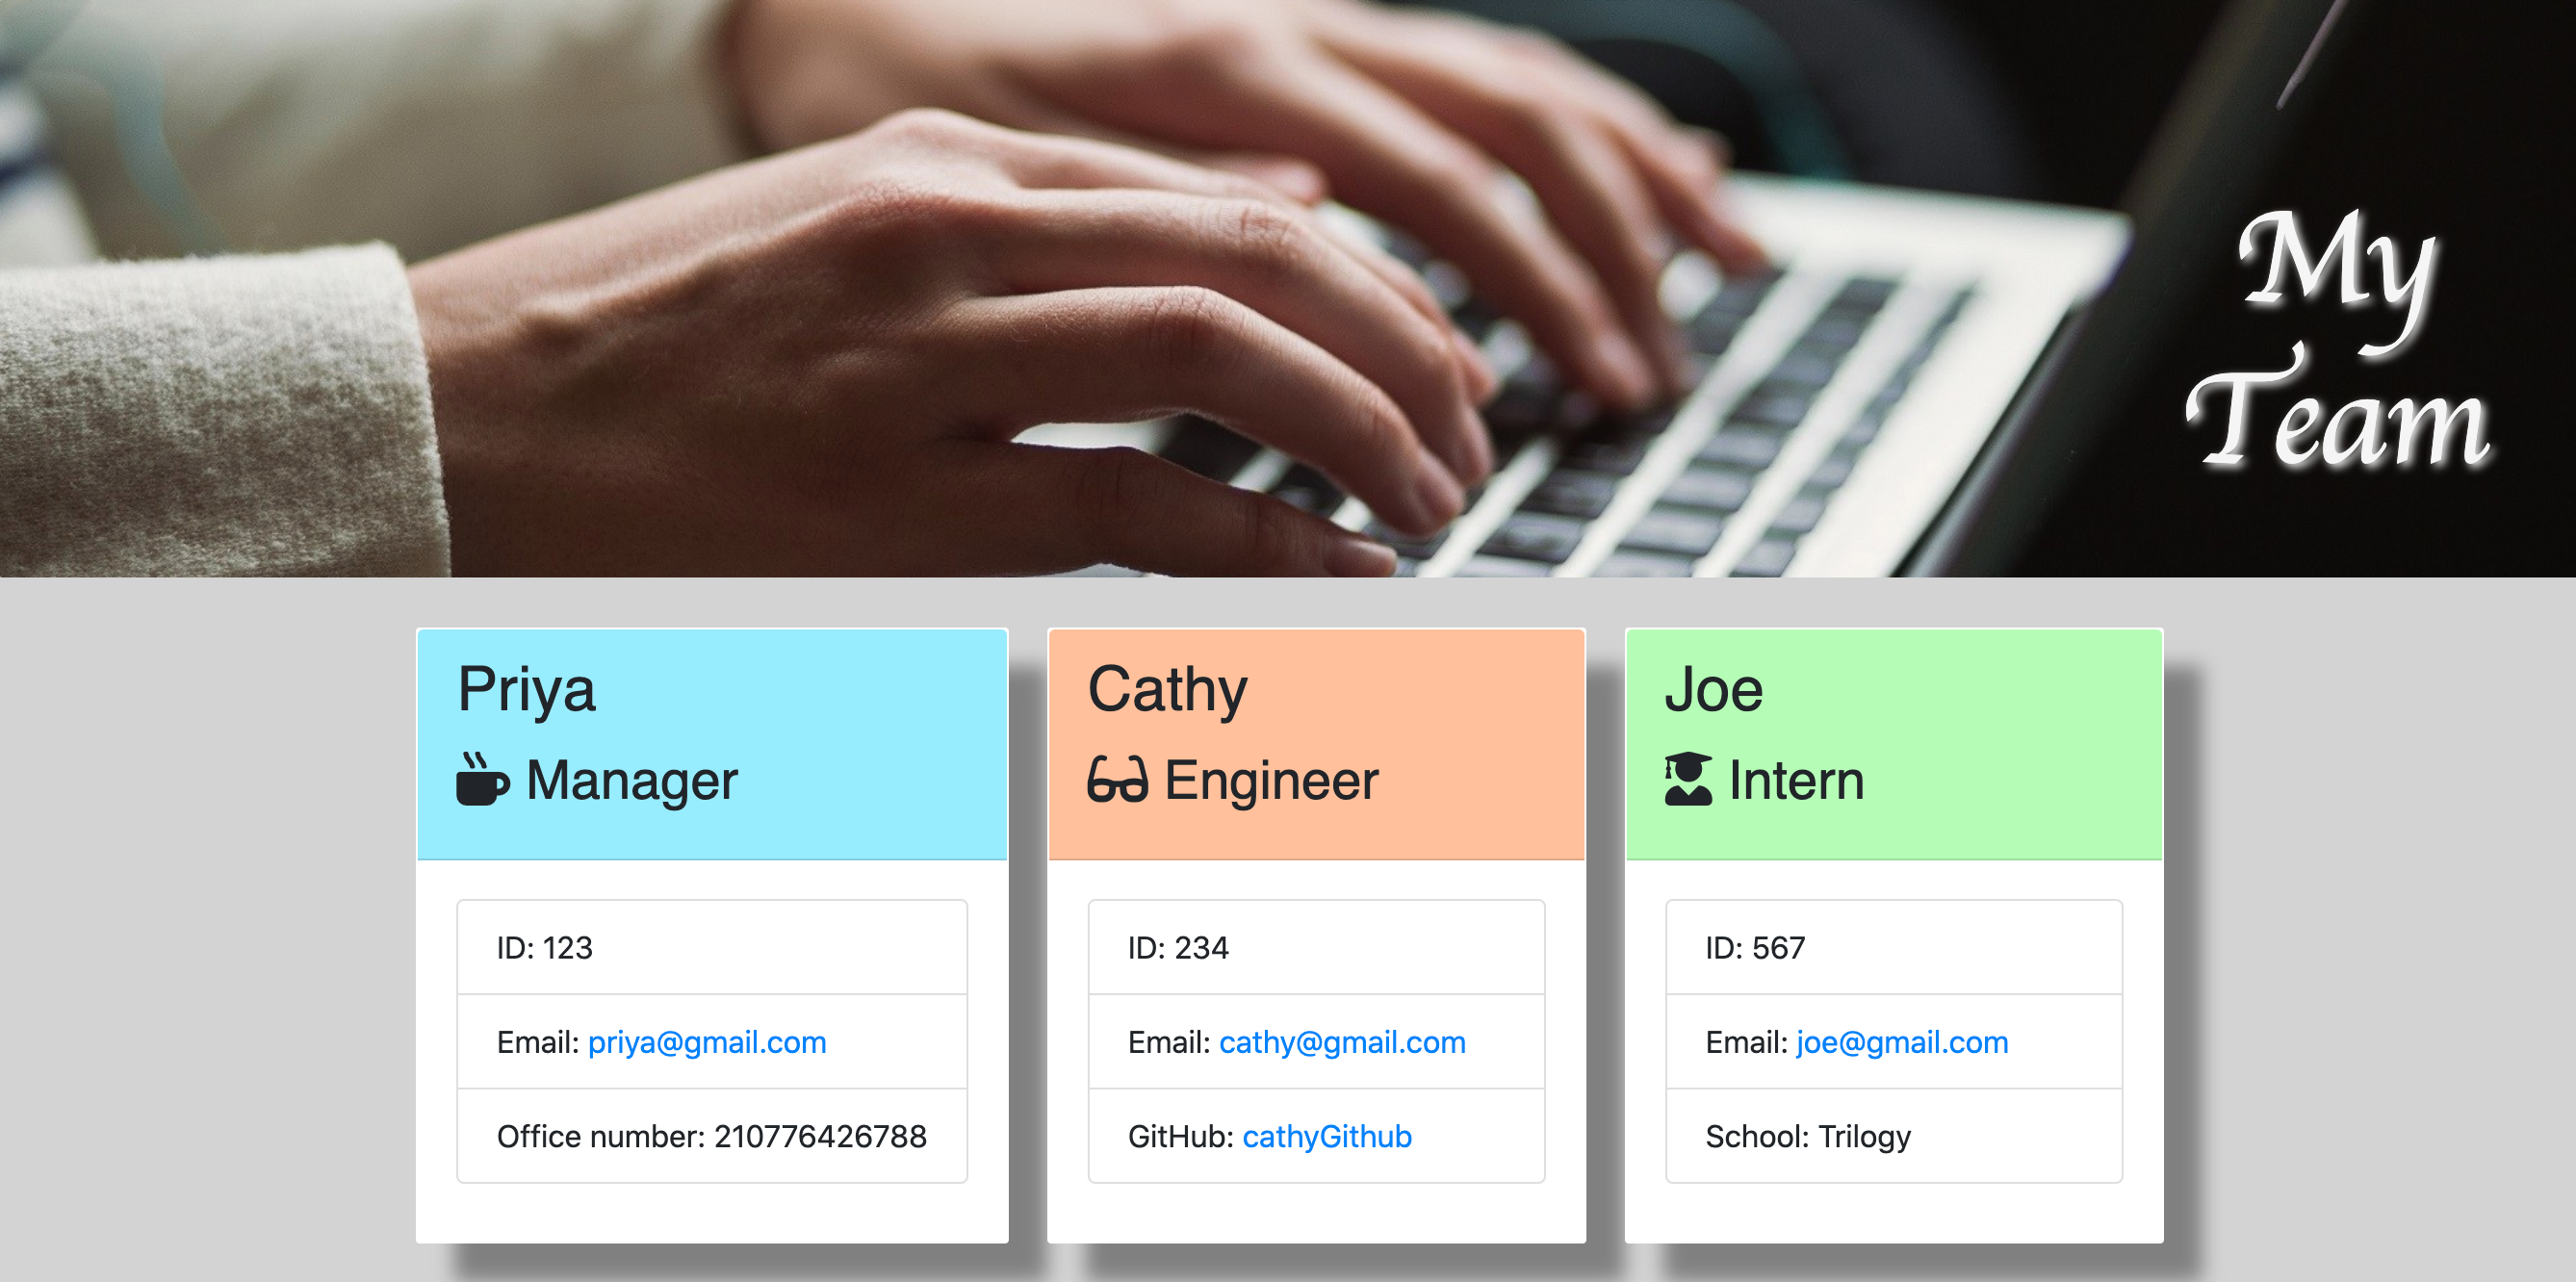 My
Team
Priya
Manager
ID: 123
Email: priya@gmail.com
Office number: 210776426788
Cathy
Engineer
ID: 234
Email: cathy@gmail.com
GitHub: cathyGithub
Joe
Intern
ID: 567
Email: joe@gmail.com
School: Trilogy